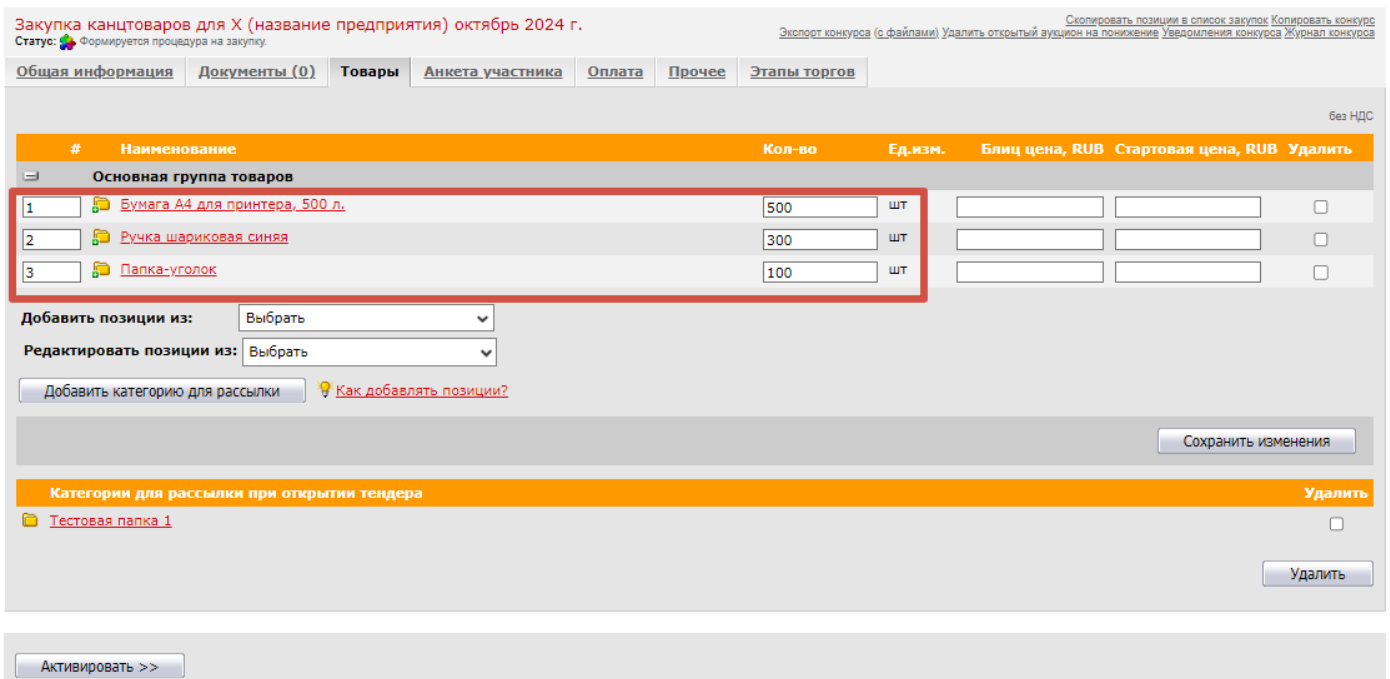 Закупка канцтоваров для X (название предприятия) октябрь 2024 г.
Скопировать позиции в список закупок Копировать конкурс
Статус: Формируется процедура на закупку.
Экспорт конкурса (с файлами) Удалить открытый аукцион на понижение Уведомления конкурса Журнал конкурса
Общая информация Документы (0) Товары Анкета участника Оплата Прочее Этапы торгов
без НДС
# Наименование Кол-во Ед.изм. Блиц цена, RUB Стартовая цена, RUB Удалить
Основная группа товаров
1 Бумага А4 для принтера, 500 л. 500 шт
2 Ручка шариковая синяя 300 шт
3 Папка-уголок 100 шт
Добавить позиции из: Выбрать
Редактировать позиции из: Выбрать
Добавить категорию для рассылки Как добавлять позиции?
Сохранить изменения
Категории для рассылки при открытии тендера Удалить
Тестовая папка 1
Удалить
Активировать >>